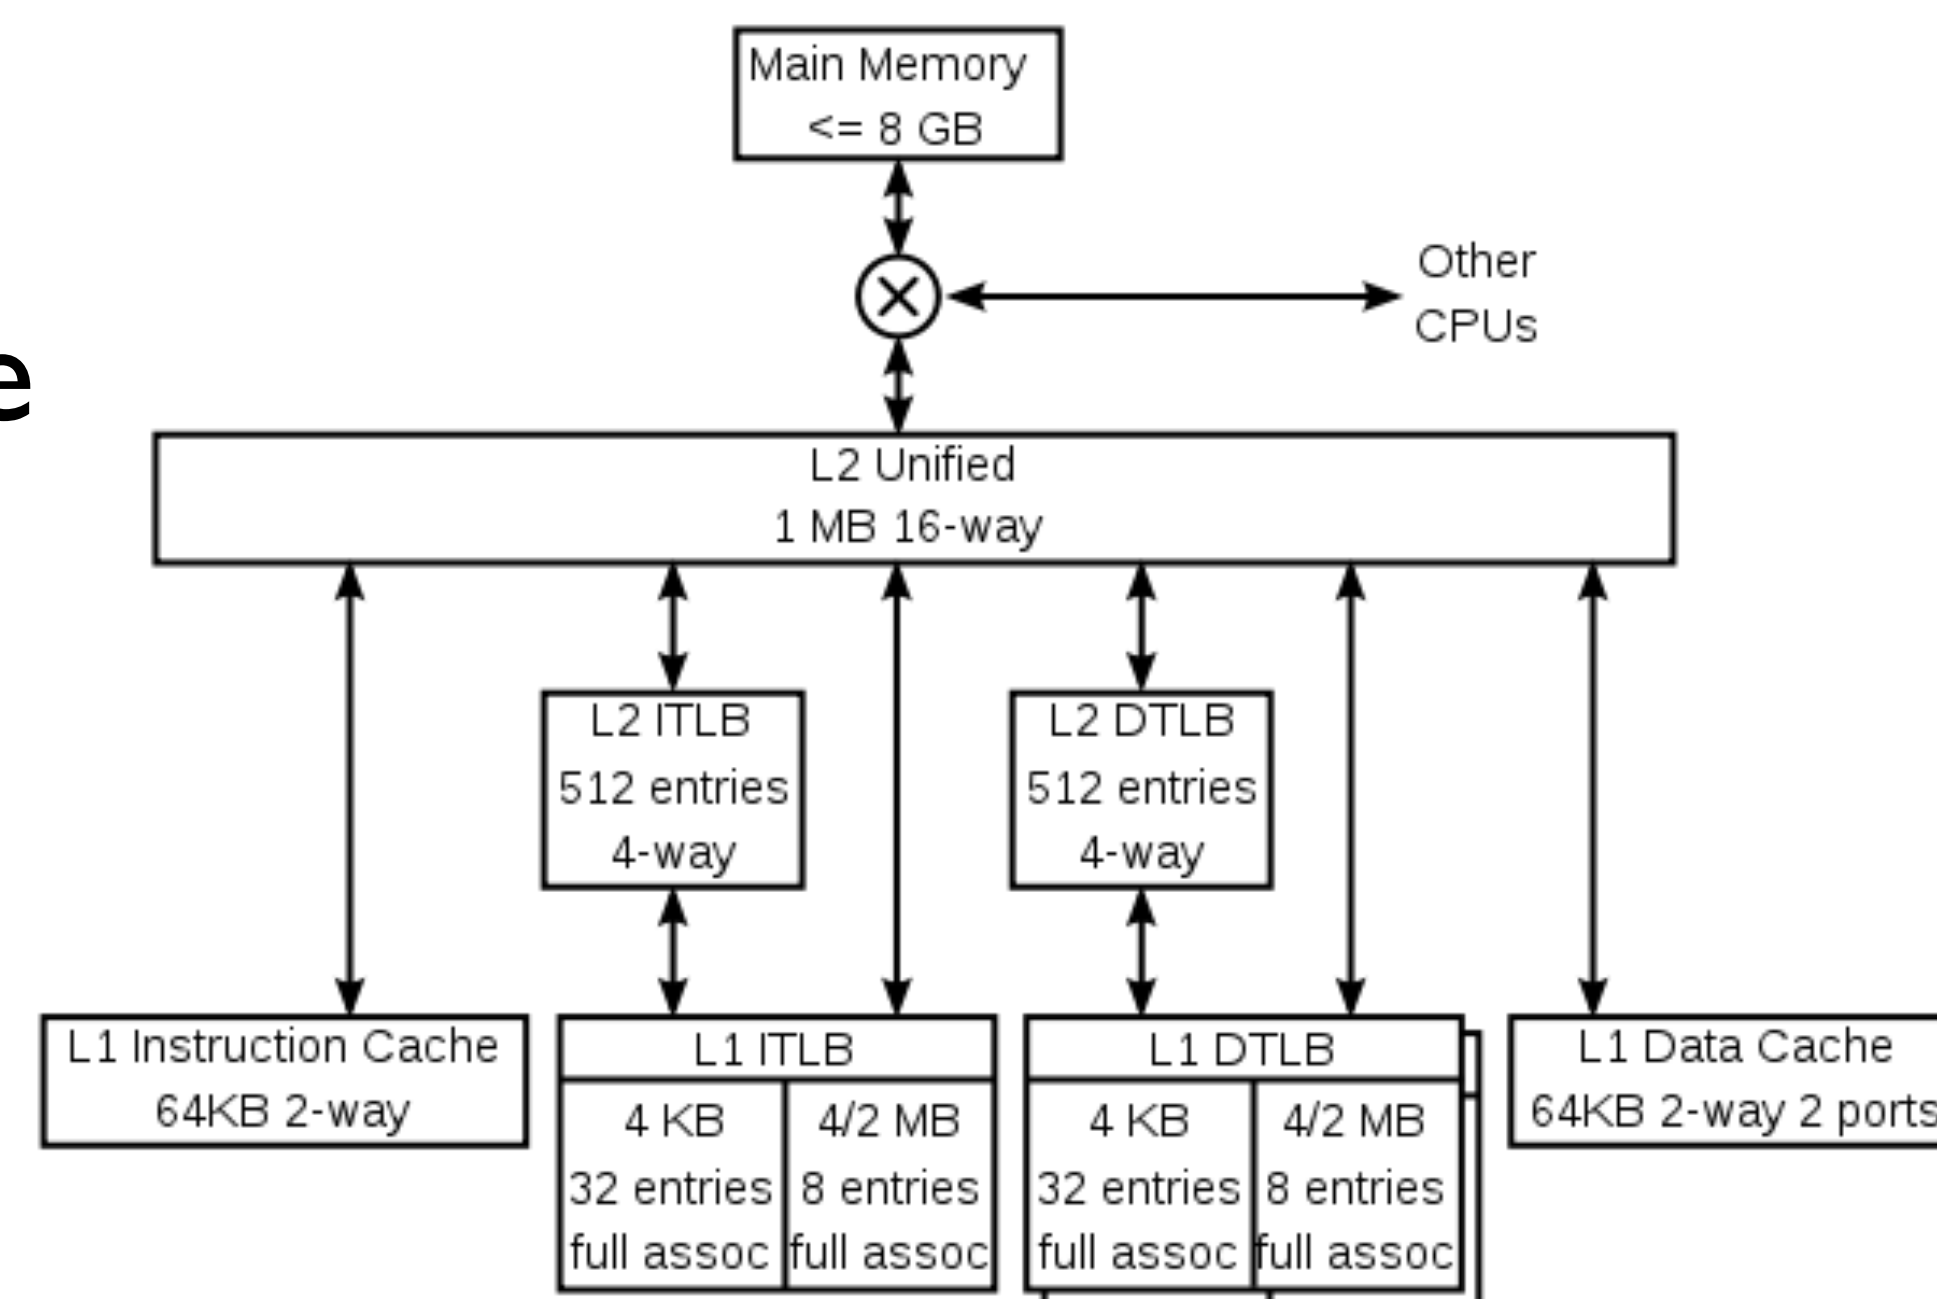 Main Memory
<= 8 GB
Other
CPUs
e
L2 Unified
1 MB 16-way
L2 ITLB
512 entries
4-way
L2 DTLB
512 entries
4-way
L1 Instruction Cache
64KB 2-way
L1 ITLB
4 KB
32 entries
full assoc
4/2 MB
8 entries
full assoc
L1 DTLB
4 KB
32 entries
full assoc
4/2 MB
8 entries
full assoc
L1 Data Cache
64KB 2-way 2 ports